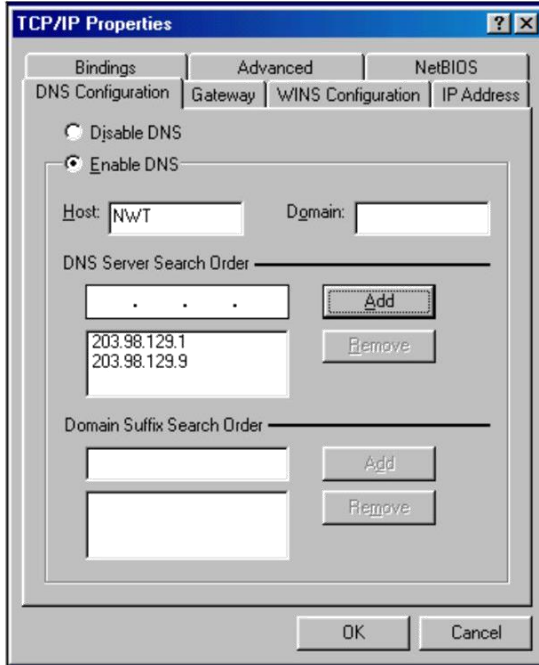 TCP/IP Properties
Bindings Advanced NetBIOS
DNS Configuration Gateway WINS Configuration IP Address
Disable DNS
Enable DNS
Host: NWT Domain:
DNS Server Search Order
. . .
Add
203.98.129.1
203.98.129.9
Remove
Domain Suffix Search Order
Add
Remove
OK Cancel